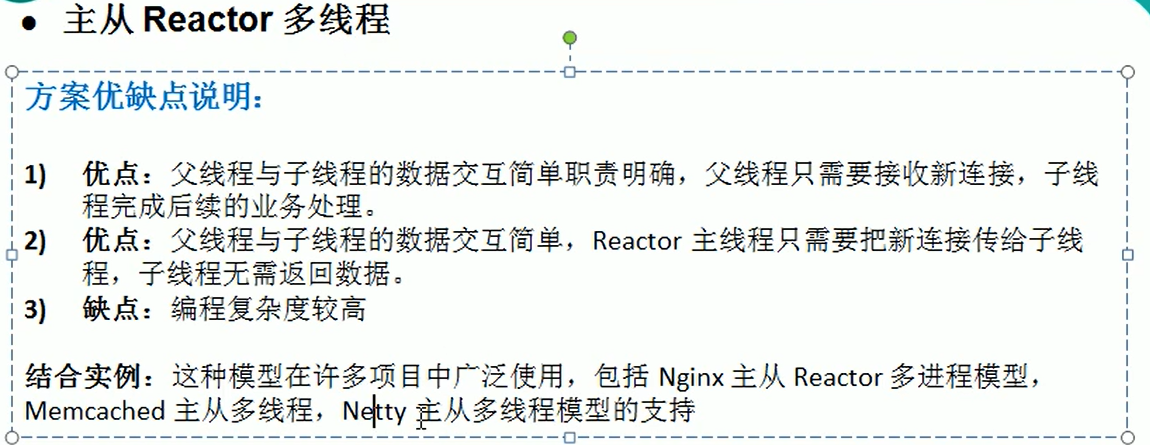 ● 主从 Reactor 多线程
方案优缺点说明：
1) 优点：父线程与子线程的数据交互简单职责明确，父线程只需要接收新连接，子线
程完成后续的业务处理。
2) 优点：父线程与子线程的数据交互简单，Reactor 主线程只需要把新连接传给子线
程，子线程无需返回数据。
3) 缺点：编程复杂度较高
结合实例：这种模型在许多项目中广泛使用，包括 Nginx 主从 Reactor 多进程模型，
Memcached 主从多线程，Netty 主从多线程模型的支持